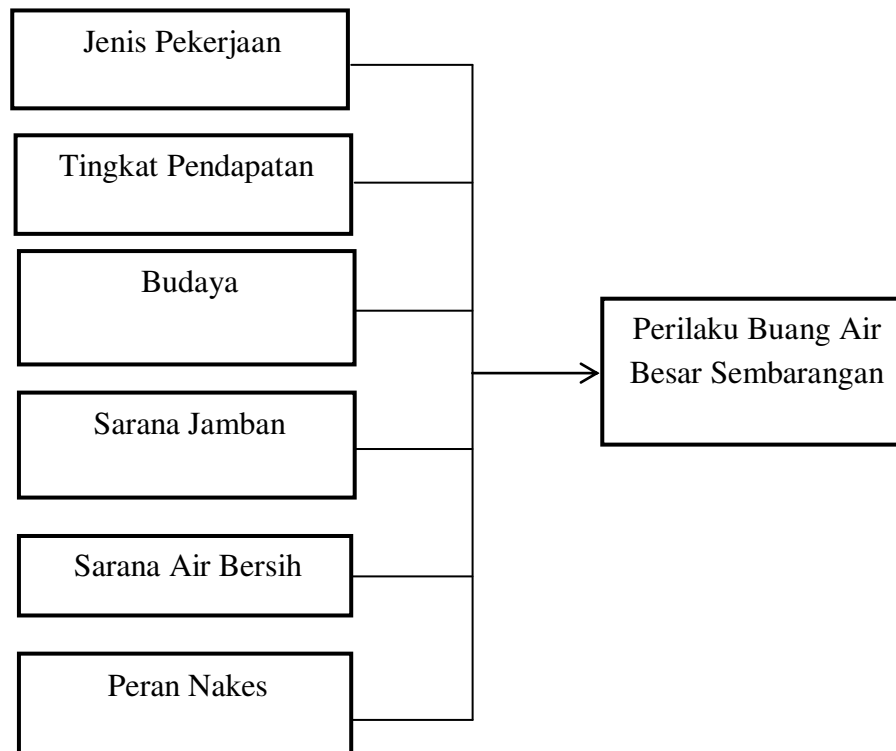 Jenis Pekerjaan
Tingkat Pendapatan
Budaya
Sarana Jamban
Sarana Air Bersih
Peran Nakes
Perilaku Buang Air
Besar Sembarangan